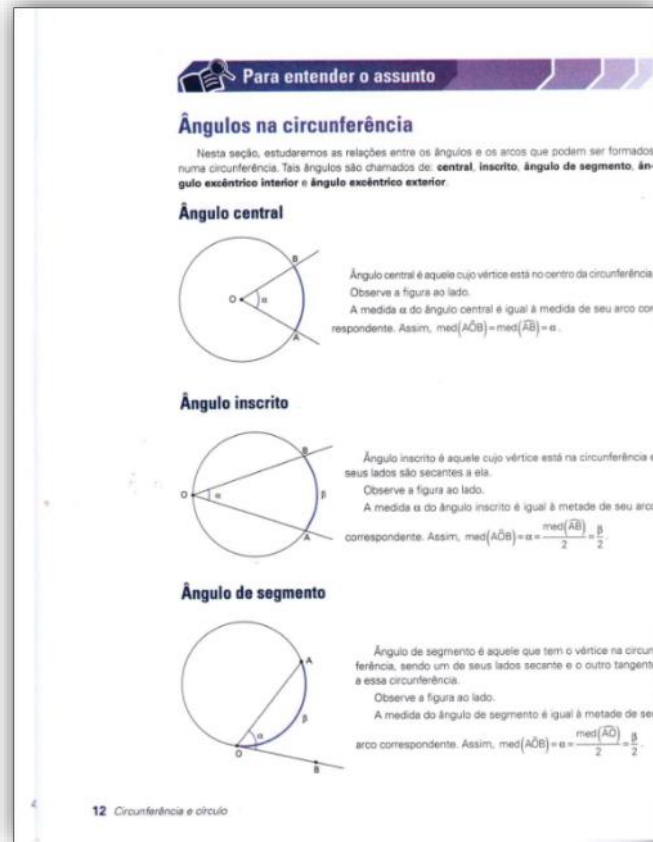 Para entender o assunto
Ângulos na circunferência
Nesta seção, estudaremos as relações entre os ângulos e os arcos que podem ser formados
numa circunferência. Tais ângulos são chamados de: central, inscrito, ângulo de segmento, ân-
gulo excêntrico interior e ângulo excêntrico exterior.
Ângulo central
B
O
α
A
Ângulo central é aquele cujo vértice está no centro da circunferência
Observe a figura ao lado.
A medida α do ângulo central é igual à medida de seu arco cor
respondente. Assim, med(AÔB)=med(A͡B)=α.
Ângulo inscrito
B
O
α
β
A
Ângulo inscrito é aquele cujo vértice está na circunferência e
seus lados são secantes a ela.
Observe a figura ao lado.
A medida α do ângulo inscrito é igual à metade de seu arco
correspondente. Assim, med(AÔB)=α=med(A͡B)/2=β/2.
Ângulo de segmento
A
β
α
O
B
Ângulo de segmento é aquele que tem o vértice na circun
ferência, sendo um de seus lados secante e o outro tangente
a essa circunferência.
Observe a figura ao lado.
A medida do ângulo de segmento é igual à metade de se
arco correspondente. Assim, med(AÔB)=α=med(A͡O)/2=β/2.
12 Circunferência e círculo